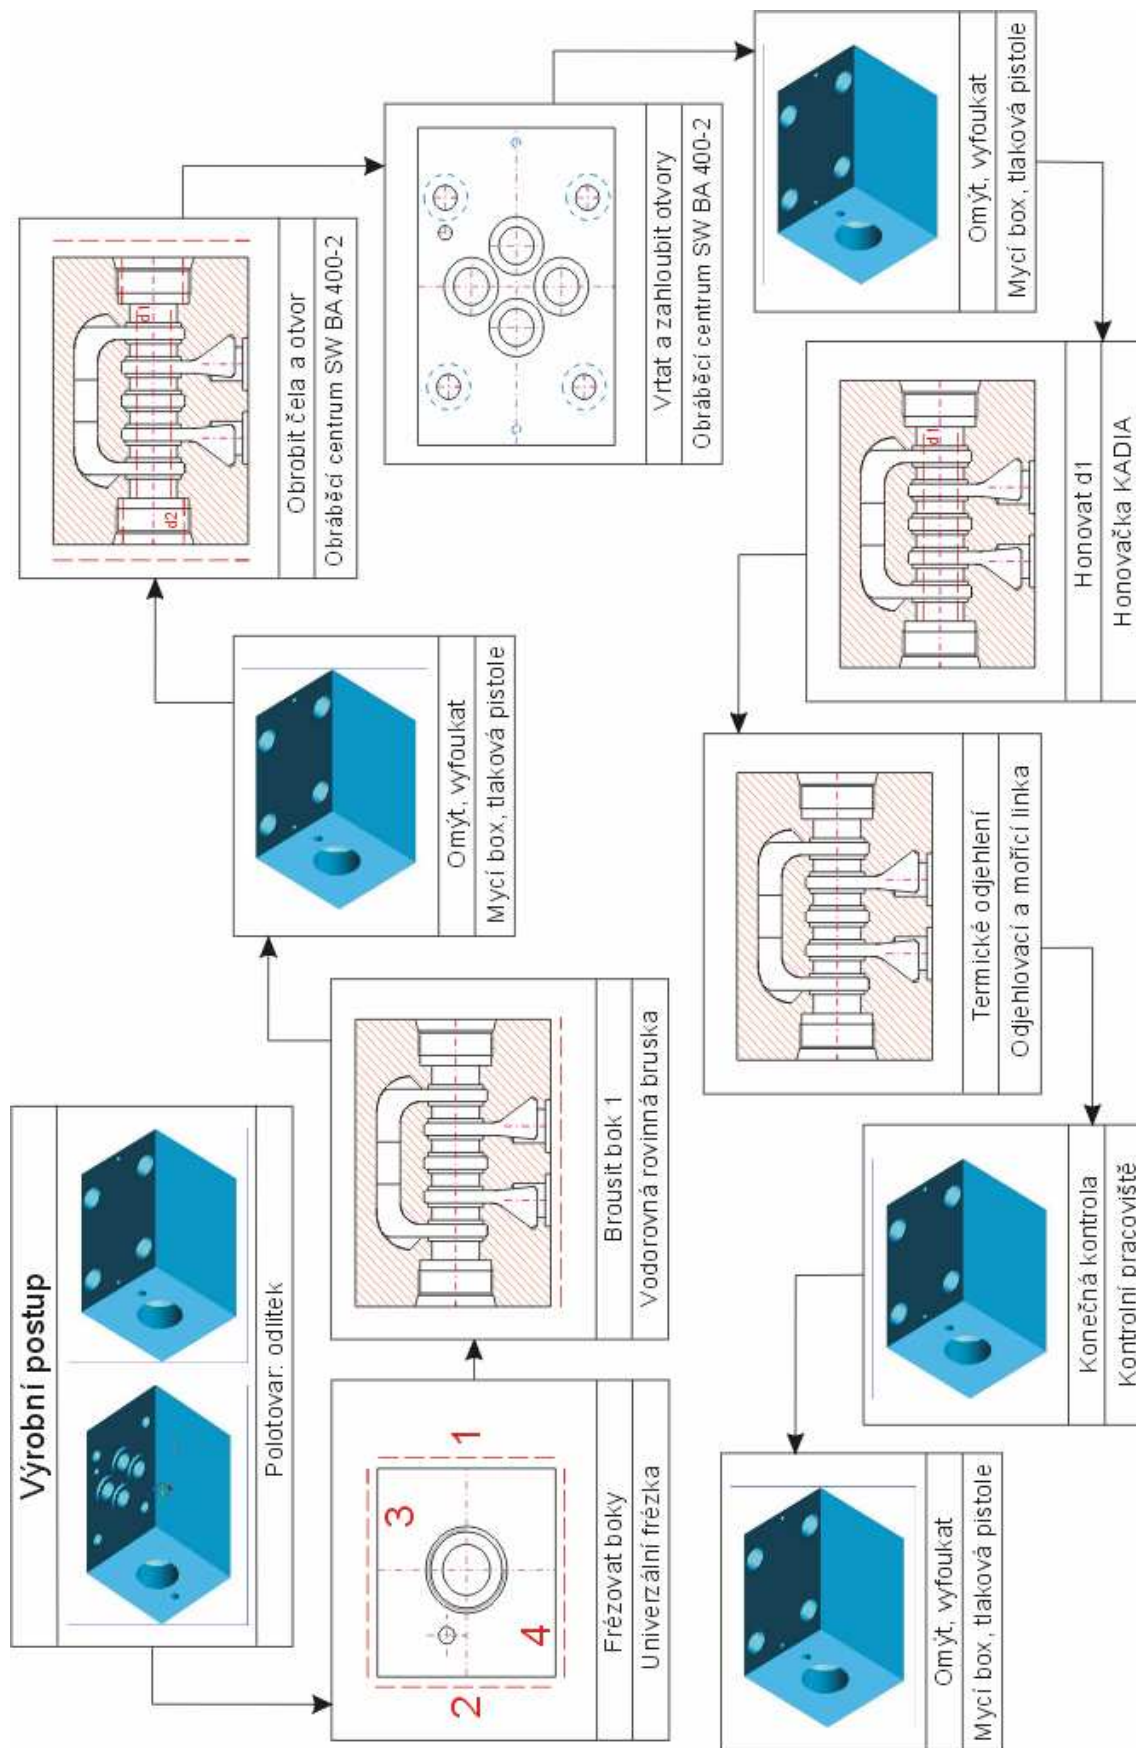 Výrobní postup
Polotovar: odlitek
1
2
3
4
Frézovat boky
Univerzální frézka
Brousit bok 1
Vodorovná rovinná bruska
Omýt, vyfoukat
Mycí box, tlaková pistole
d1
d2
Obrobit čela a otvor
Obráběcí centrum SW BA 400-2
Vrtat a zahloubit otvory
Obráběcí centrum SW BA 400-2
Omýt, vyfoukat
Mycí box, tlaková pistole
d1
Honovat d1
Honovačka KADIA
Termické odjehlení
Odjehlovací a mořící linka
Konečná kontrola
Kontrolní pracoviště
Omýt, vyfoukat
Mycí box, tlaková pistole